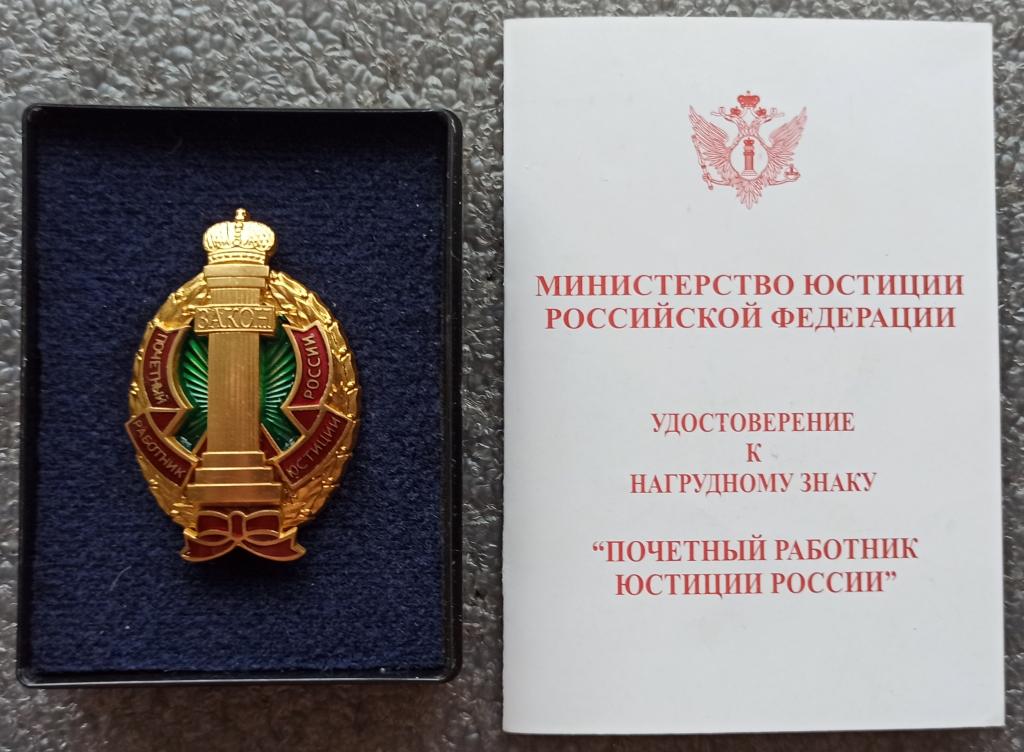 ЗАКОН
ПОЧЕТНЫЙ
РАБОТНИК
ЮСТИЦИИ
РОССИИ
МИНИСТЕРСТВО ЮСТИЦИИ
РОССИЙСКОЙ ФЕДЕРАЦИИ
УДОСТОВЕРЕНИЕ
К
НАГРУДНОМУ ЗНАКУ
“ПОЧЕТНЫЙ РАБОТНИК
ЮСТИЦИИ РОССИИ”